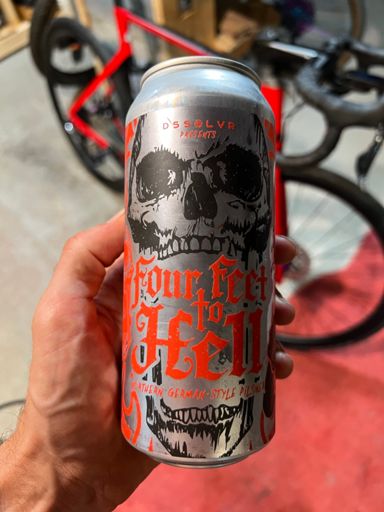 DSSOLVR
PRESENTS
Four Feet
to
Hell
GERMAN-STYLE